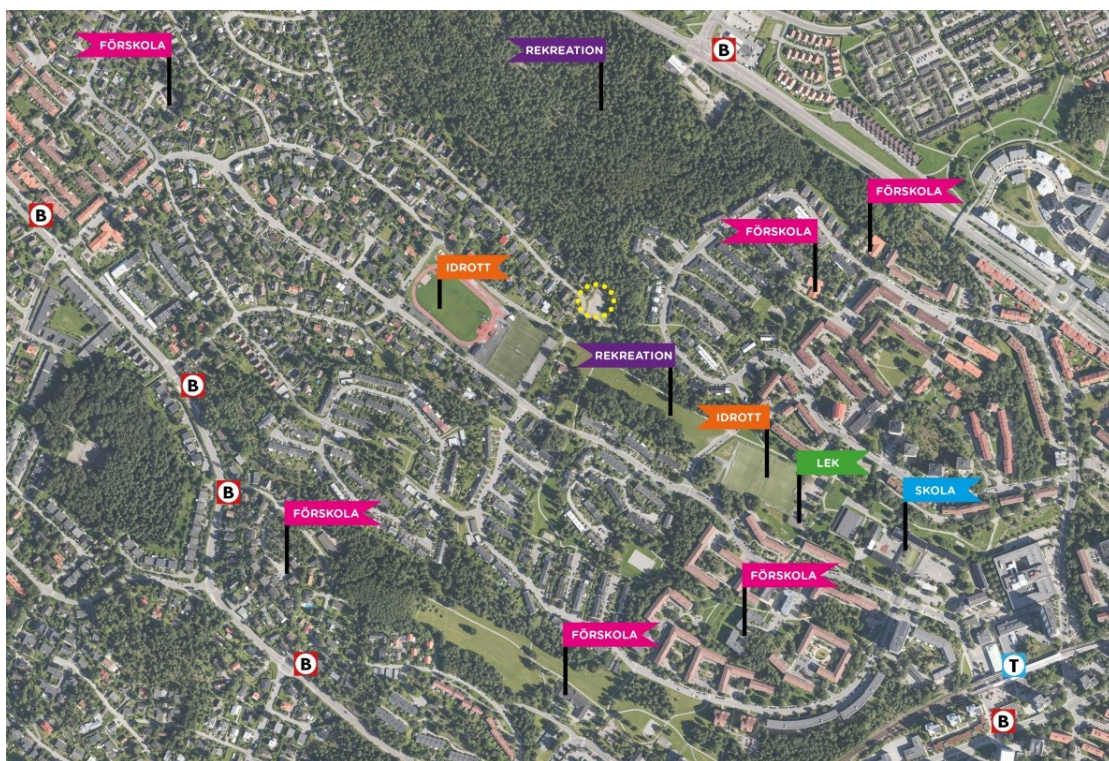 FÖRSKOLA
REKREATION
B
FÖRSKOLA
B
FÖRSKOLA
IDROTT
REKREATION
B
IDROTT
LEK
B
SKOLA
FÖRSKOLA
FÖRSKOLA
FÖRSKOLA
B
T
B